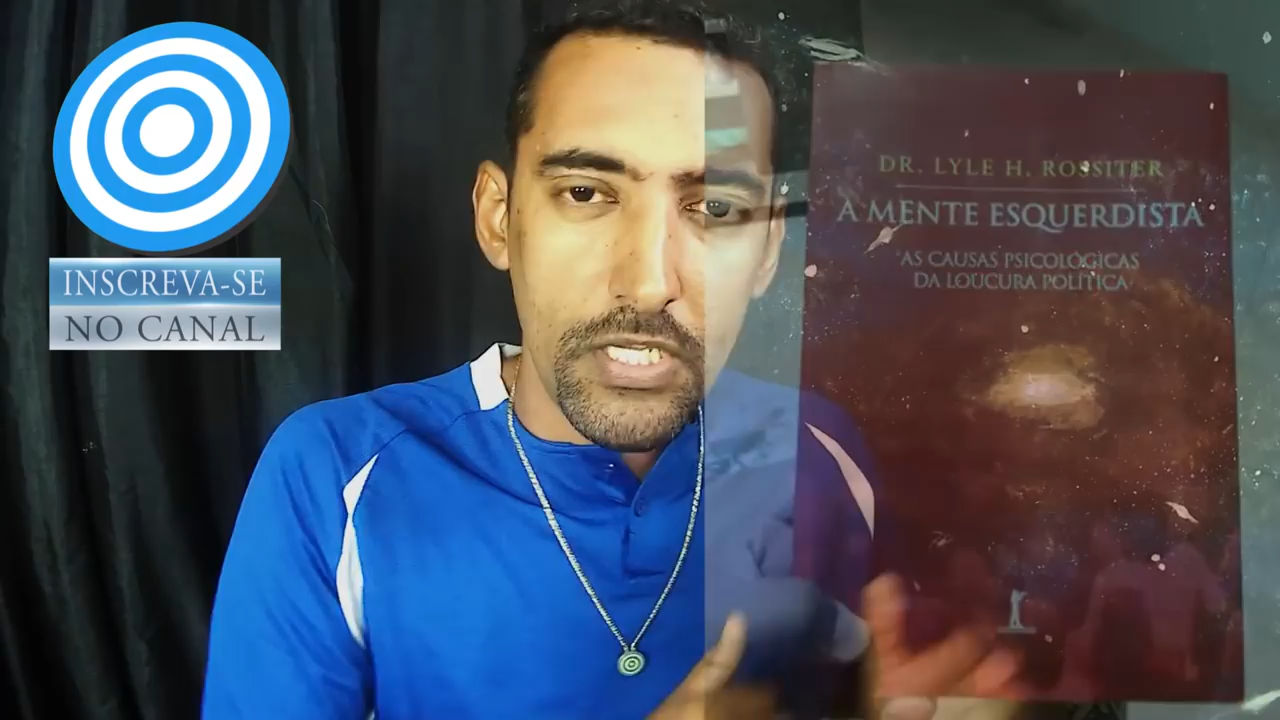 INSCREVA-SE
NO CANAL
DR. LYLE H. ROSSITER
A MENTE ESQUERDISTA
AS CAUSAS PSICOLÓGICAS
DA LOUCURA POLÍTICA